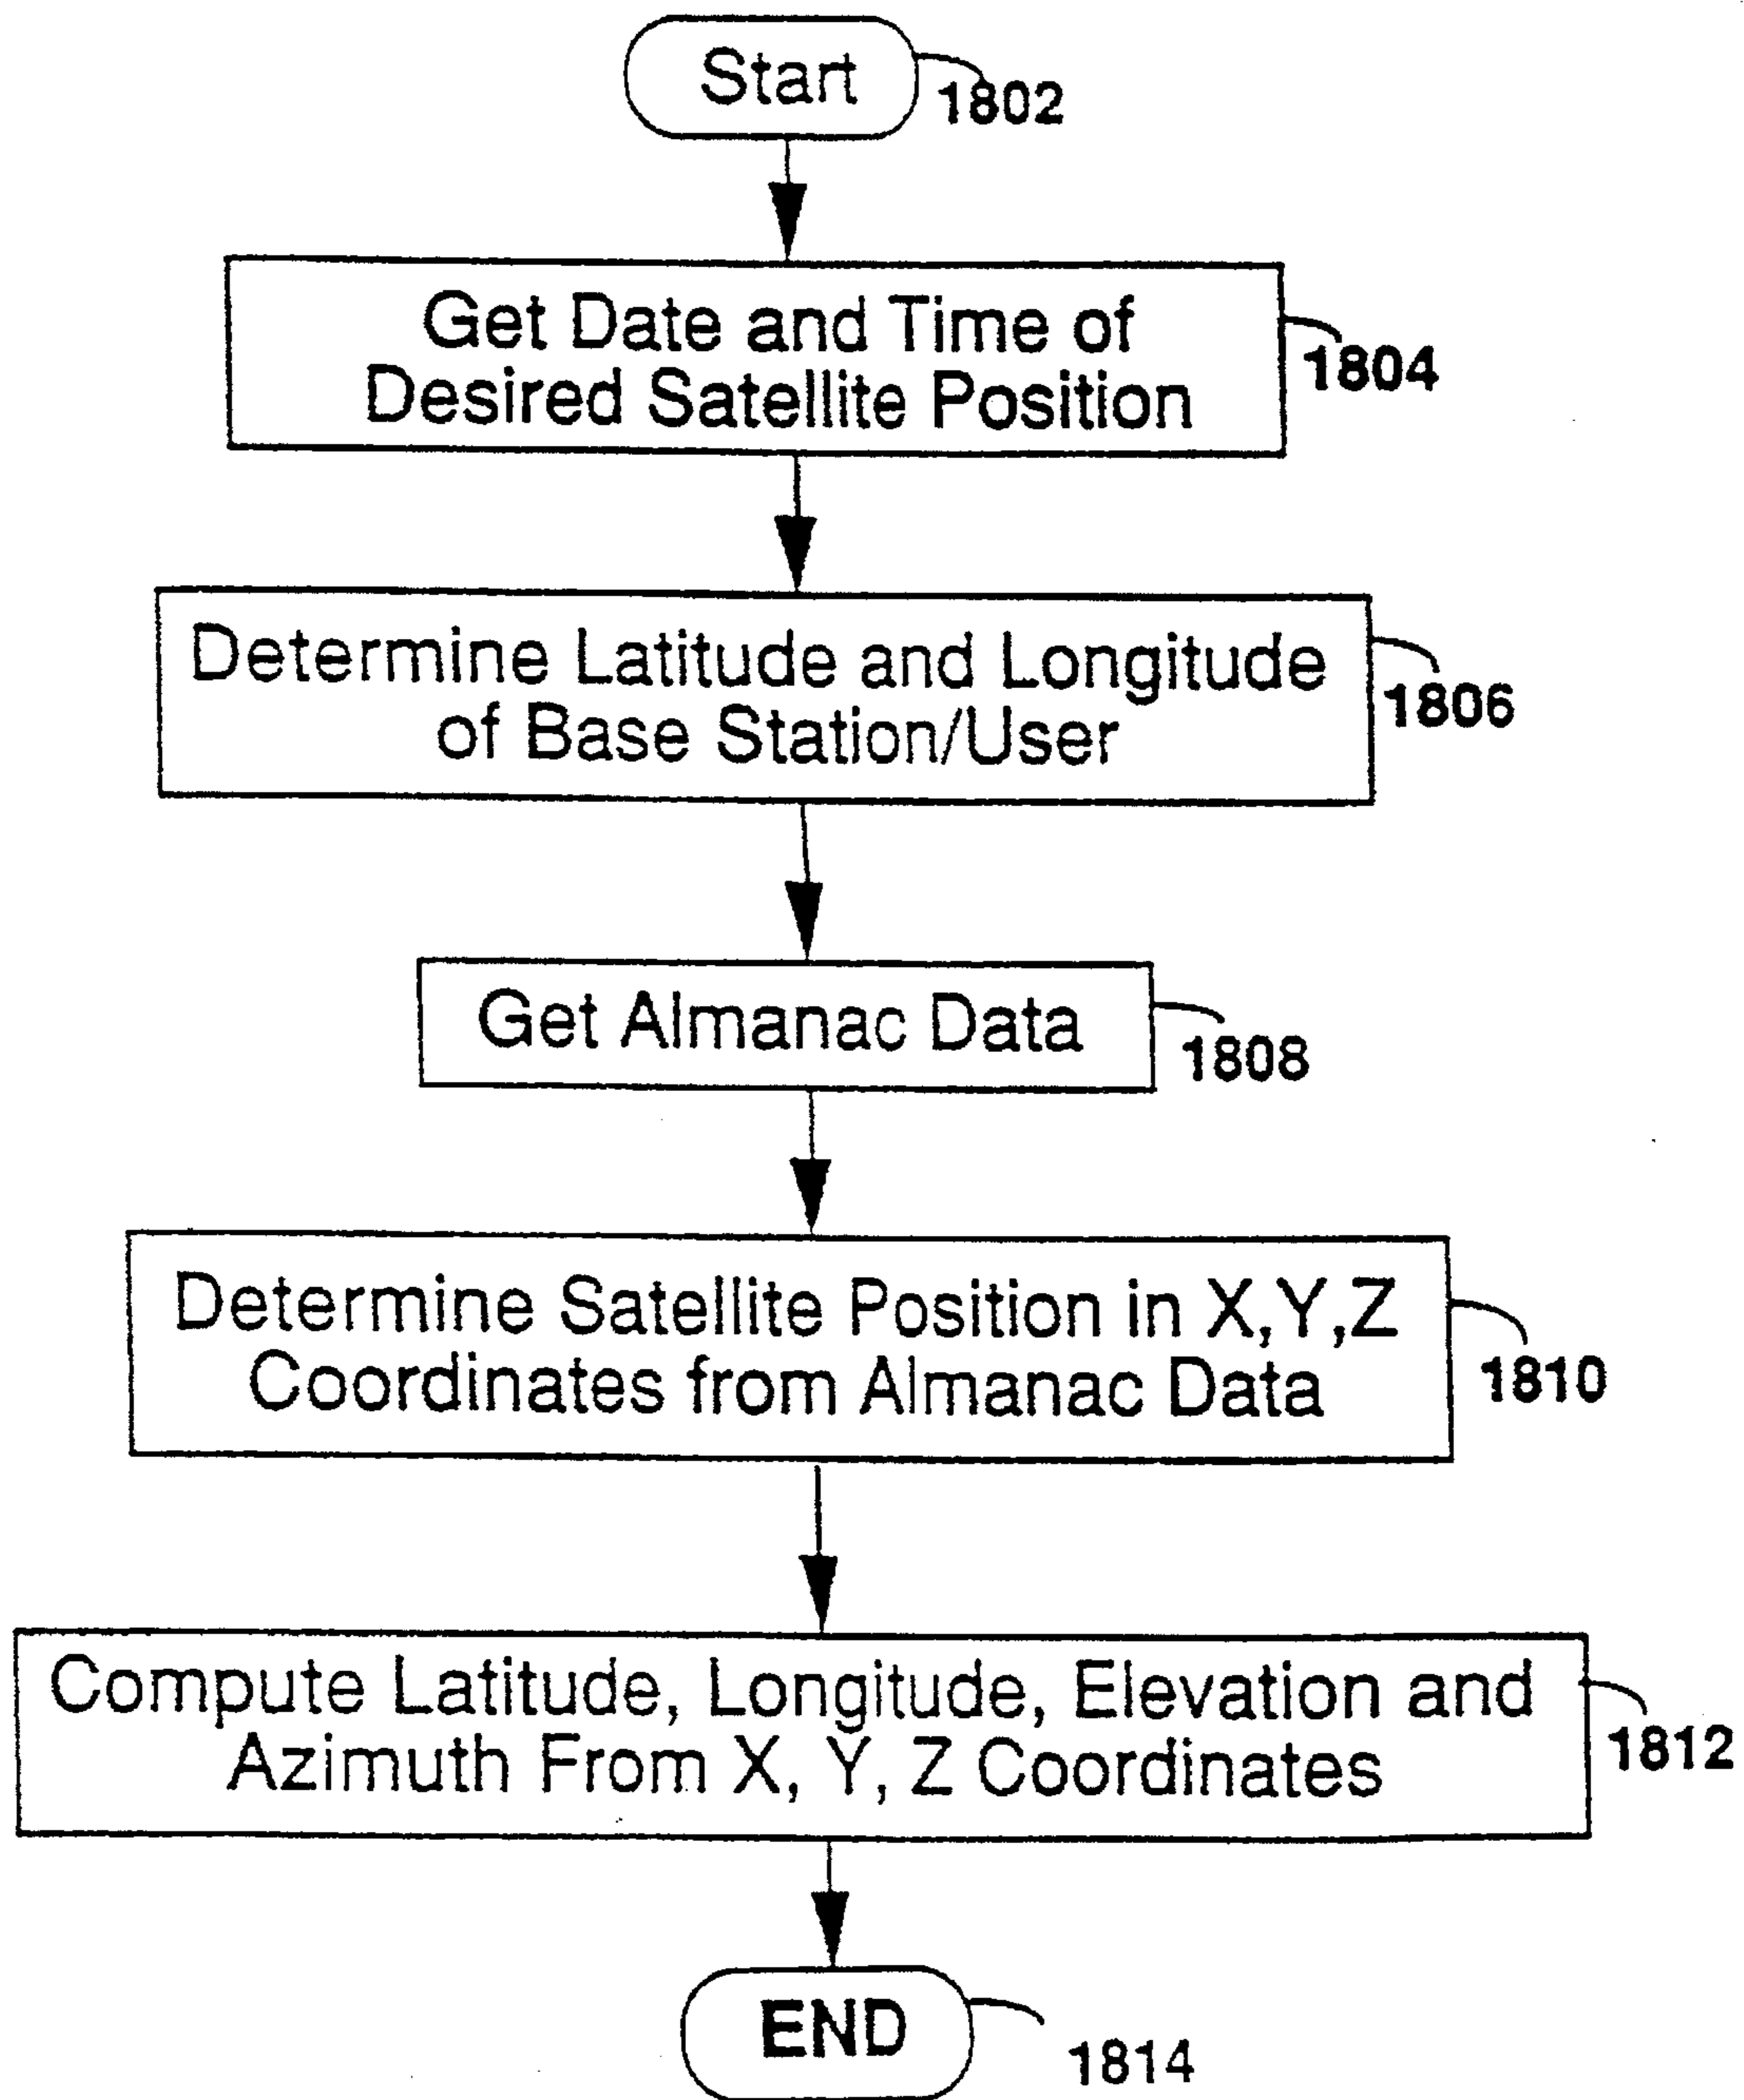 Start
1802
Get Date and Time of
Desired Satellite Position
1804
Determine Latitude and Longitude
of Base Station/User
1806
Get Almanac Data
1808
Determine Satellite Position in X,Y,Z
Coordinates from Almanac Data
1810
Compute Latitude, Longitude, Elevation and
Azimuth From X, Y, Z Coordinates
1812
END
1814